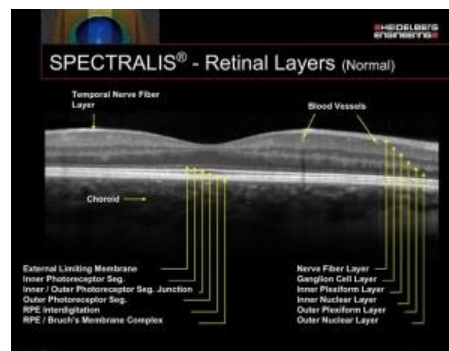 HEIDELBERG
ENGINEERING
SPECTRALIS® - Retinal Layers (Normal)
Temporal Nerve Fiber
Layer
Blood Vessels
Choroid
External Limiting Membrane
Inner Photoreceptor Seg.
Inner / Outer Photoreceptor Seg. Junction
Outer Photoreceptor Seg.
RPE Interdigitation
RPE / Bruch's Membrane Complex
Nerve Fiber Layer
Ganglion Cell Layer
Inner Plexiform Layer
Inner Nuclear Layer
Outer Plexiform Layer
Outer Nuclear Layer